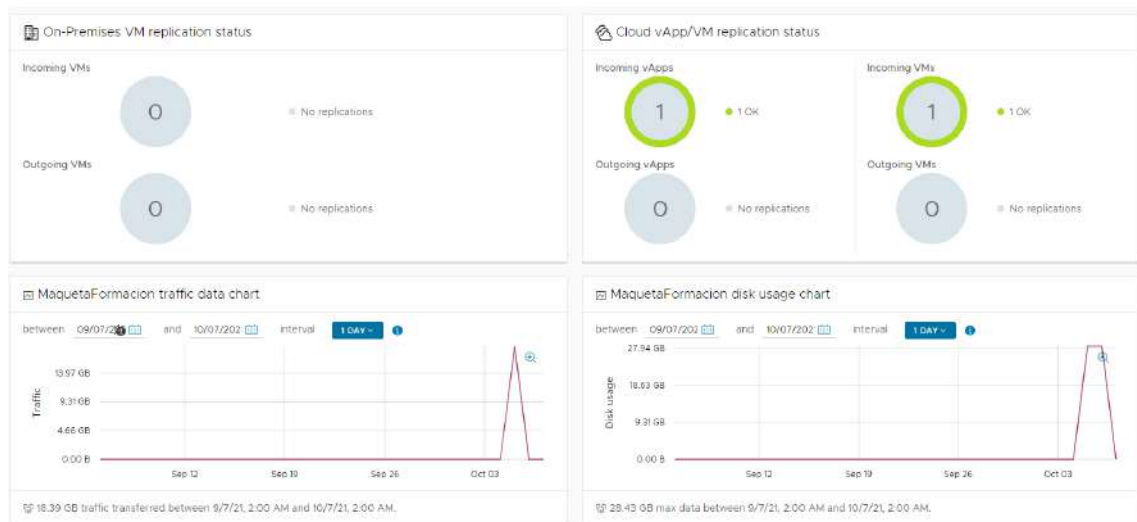 On-Premises VM replication status
Incoming VMs
0
No replications
Outgoing VMs
0
No replications
Cloud vApp/VM replication status
Incoming vApps
1
1 OK
Outgoing vApps
0
No replications
Incoming VMs
1
1 OK
Outgoing VMs
0
No replications
MaquetaFormacion traffic data chart
between 09/07/2 and 10/07/202 interval 1 DAY
Traffic
13.97 GB
9.31 GB
4.66 GB
0.00 B
Sep 12 Sep 19 Sep 26 Oct 03
18.39 GB traffic transferred between 9/7/21, 2:00 AM and 10/7/21, 2:00 AM.
MaquetaFormacion disk usage chart
between 09/07/202 and 10/07/202 interval 1 DAY
Disk usage
27.94 GB
18.63 GB
9.31 GB
0.00 B
Sep 12 Sep 19 Sep 26 Oct 03
28.43 GB max data between 9/7/21, 2:00 AM and 10/7/21, 2:00 AM.